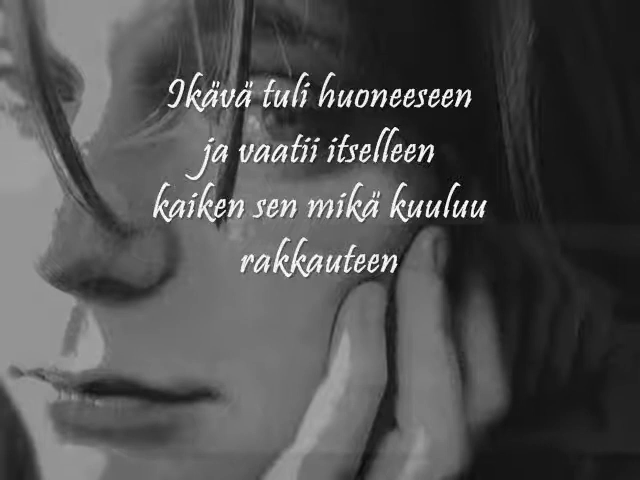 Ikävä tuli huoneeseen
ja vaatii itselleen
kaiken sen mikä kuuluu
rakkauteen